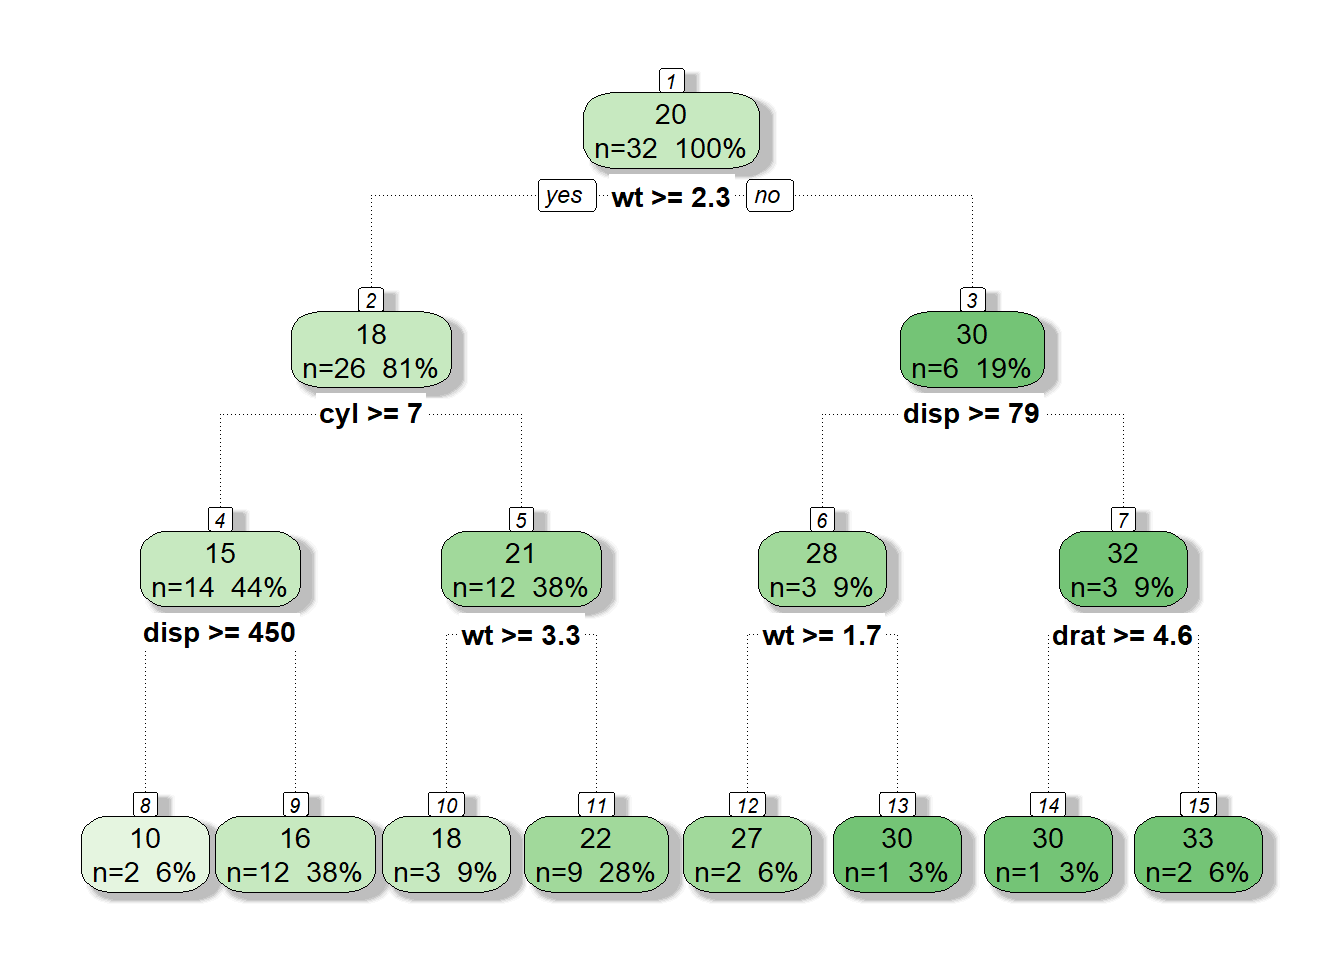 1
20
n=32 100%
yes wt >= 2.3 no
2 3
18 30
n=26 81% n=6 19%
cyl >= 7 disp >= 79
4 5 6 7
15 21 28 32
n=14 44% n=12 38% n=3 9% n=3 9%
disp >= 450 wt >= 3.3 wt >= 1.7 drat >= 4.6
8 9 10 11 12 13 14 15
10 16 18 22 27 30 30 33
n=2 6% n=12 38% n=3 9% n=9 28% n=2 6% n=1 3% n=1 3% n=2 6%